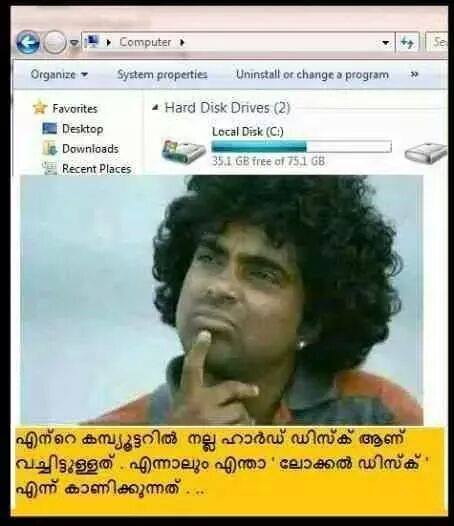 Computer
Se
Organize System properties Uninstall or change a program »
Favorites
Hard Disk Drives (2)
Desktop
Local Disk (C:)
Downloads
35.1 GB free of 75.1 GB
Recent Places
എന്റെ കമ്പ്യൂട്ടറിൽ നല്ല ഹാർഡ് ഡിസ്ക് ആണ്
വച്ചിട്ടുള്ളത് . എന്നാലും എന്താ ' ലോക്കൽ ഡിസ്ക് '
എന്ന് കാണിക്കുന്നത് . ..